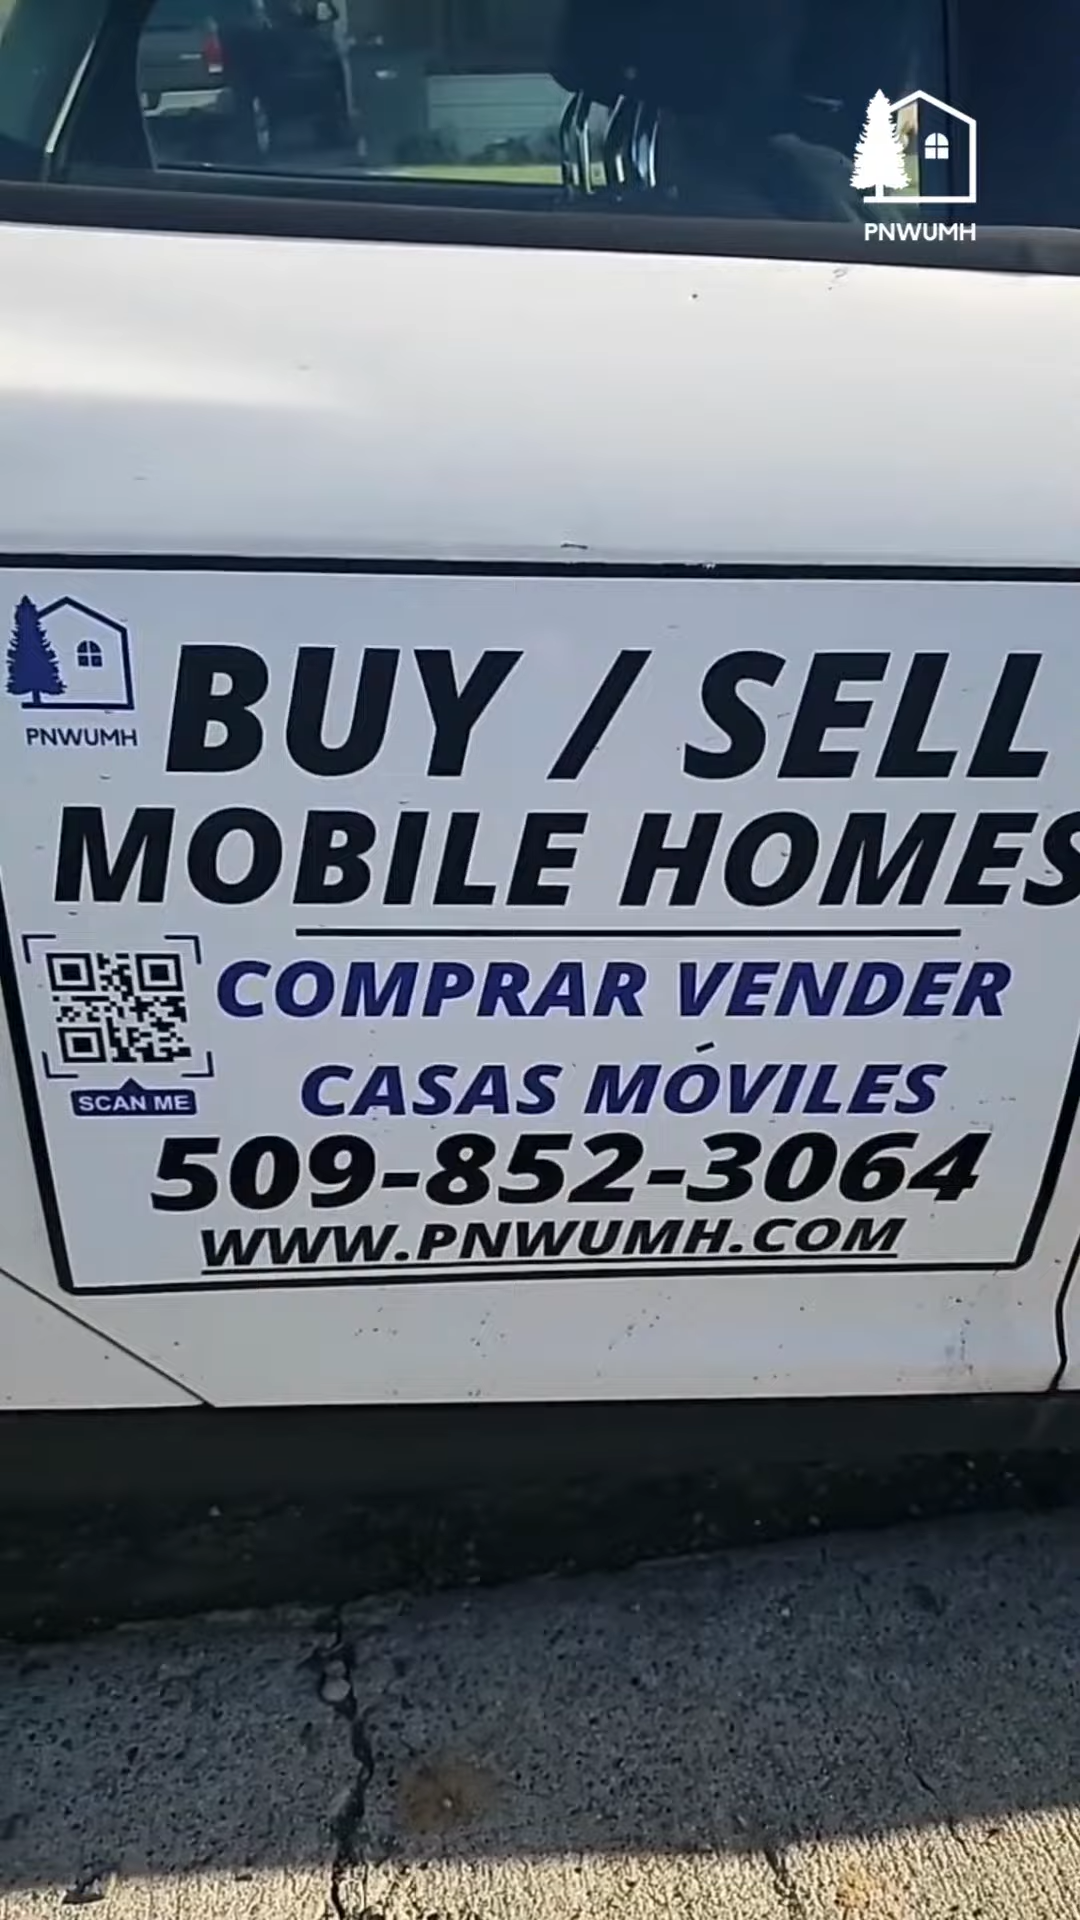 PNWUMH
PNWUMH
BUY / SELL
MOBILE HOMES
COMPRAR VENDER
CASAS MÓVILES
SCAN ME
509-852-3064
WWW.PNWUMH.COM